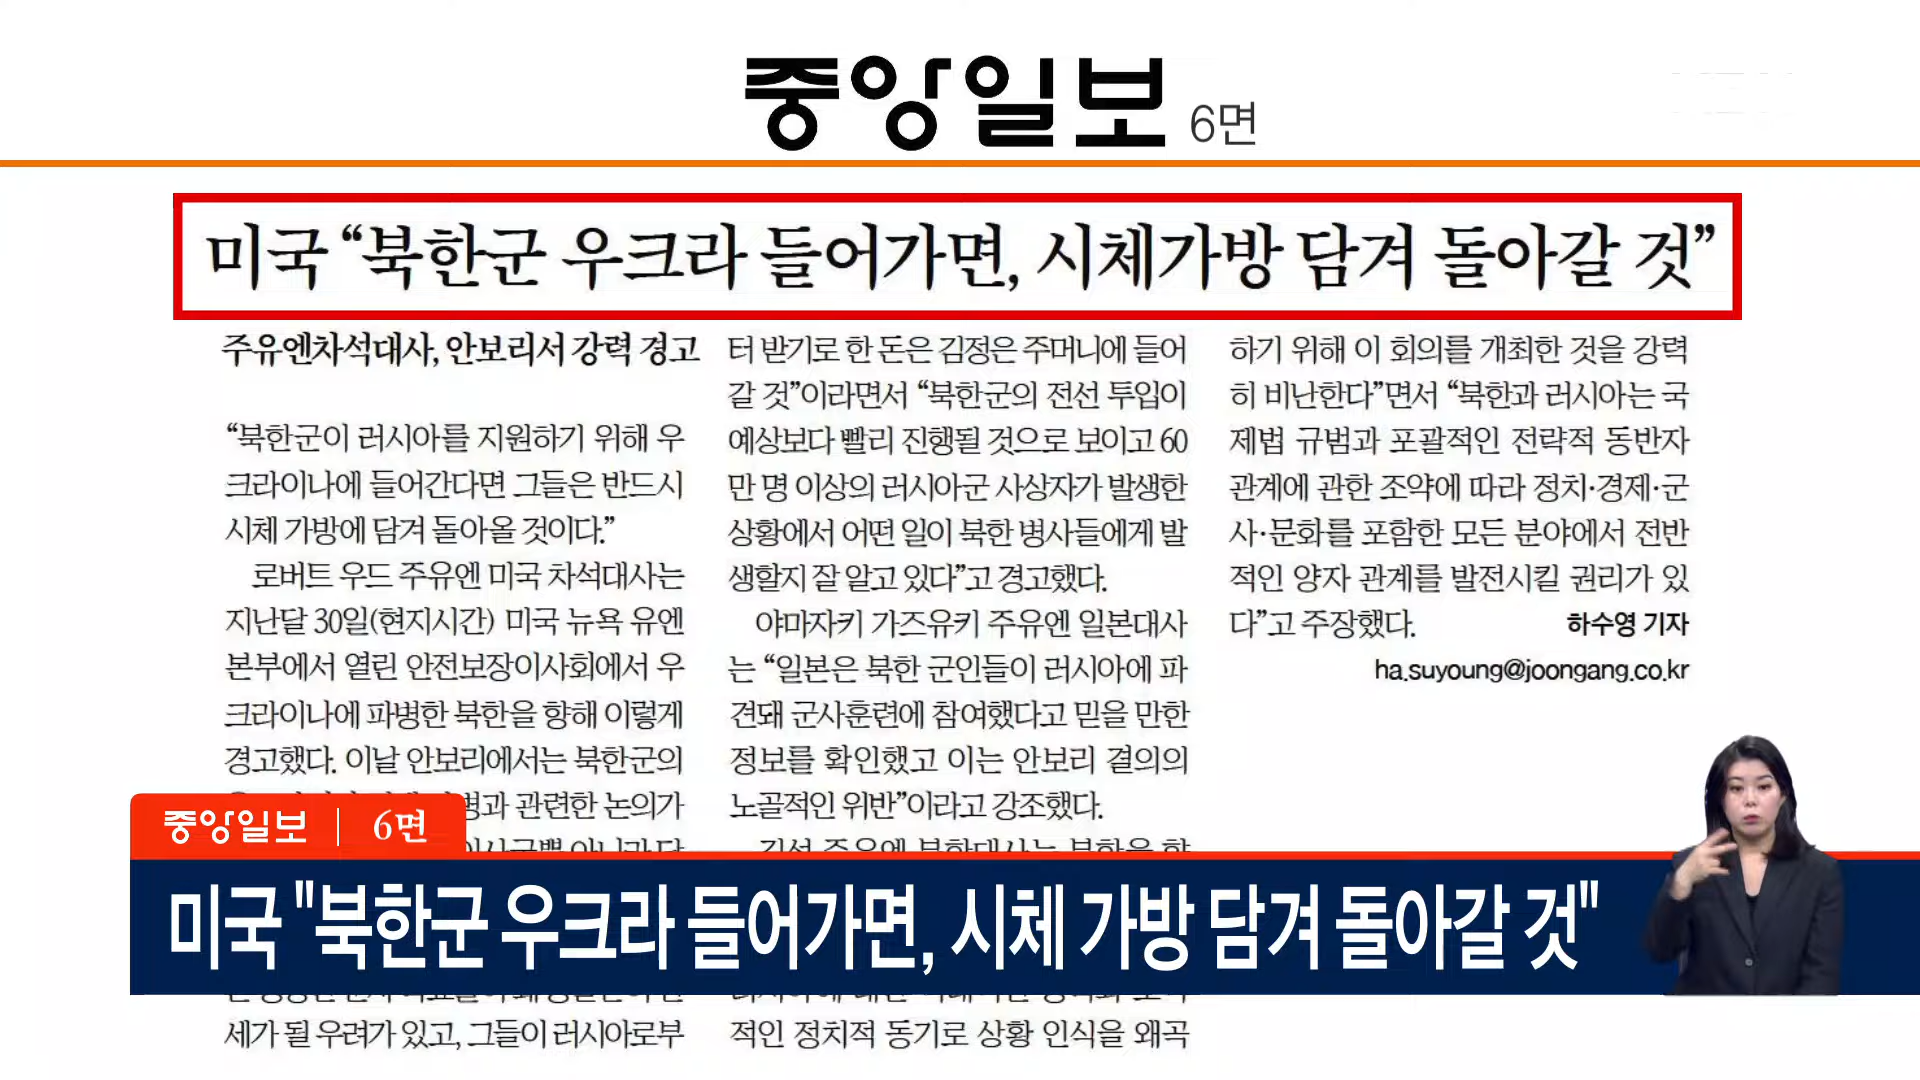 중앙일보 6면
미국 “북한군 우크라 들어가면, 시체가방 담겨 돌아갈 것”
주유엔차석대사, 안보리서 강력 경고
“북한군이 러시아를 지원하기 위해 우
크라이나에 들어간다면 그들은 반드시
시체 가방에 담겨 돌아올 것이다.”
로버트 우드 주유엔 미국 차석대사는
지난달 30일(현지시간) 미국 뉴욕 유엔
본부에서 열린 안전보장이사회에서 우
크라이나에 파병한 북한을 향해 이렇게
경고했다. 이날 안보리에서는 북한군의
관련한 논의가
세가 될 우려가 있고, 그들이 러시아로부
터 받기로 한 돈은 김정은 주머니에 들어
갈 것”이라면서 “북한군의 전선 투입이
예상보다 빨리 진행될 것으로 보이고 60
만 명 이상의 러시아군 사상자가 발생한
상황에서 어떤 일이 북한 병사들에게 발
생할지 잘 알고 있다”고 경고했다.
야마자키 가즈유키 주유엔 일본대사
는 “일본은 북한 군인들이 러시아에 파
견돼 군사훈련에 참여했다고 믿을 만한
정보를 확인했고 이는 안보리 결의의
노골적인 위반”이라고 강조했다.
김성 주유엔 북한대사는 북한을 향
적인 정치적 동기로 상황 인식을 왜곡
하기 위해 이 회의를 개최한 것을 강력
히 비난한다”면서 “북한과 러시아는 국
제법 규범과 포괄적인 전략적 동반자
관계에 관한 조약에 따라 정치·경제·군
사·문화를 포함한 모든 분야에서 전반
적인 양자 관계를 발전시킬 권리가 있
다”고 주장했다. 하수영 기자
ha.suyoung@joongang.co.kr
중앙일보 | 6면
미국 "북한군 우크라 들어가면, 시체 가방 담겨 돌아갈 것"